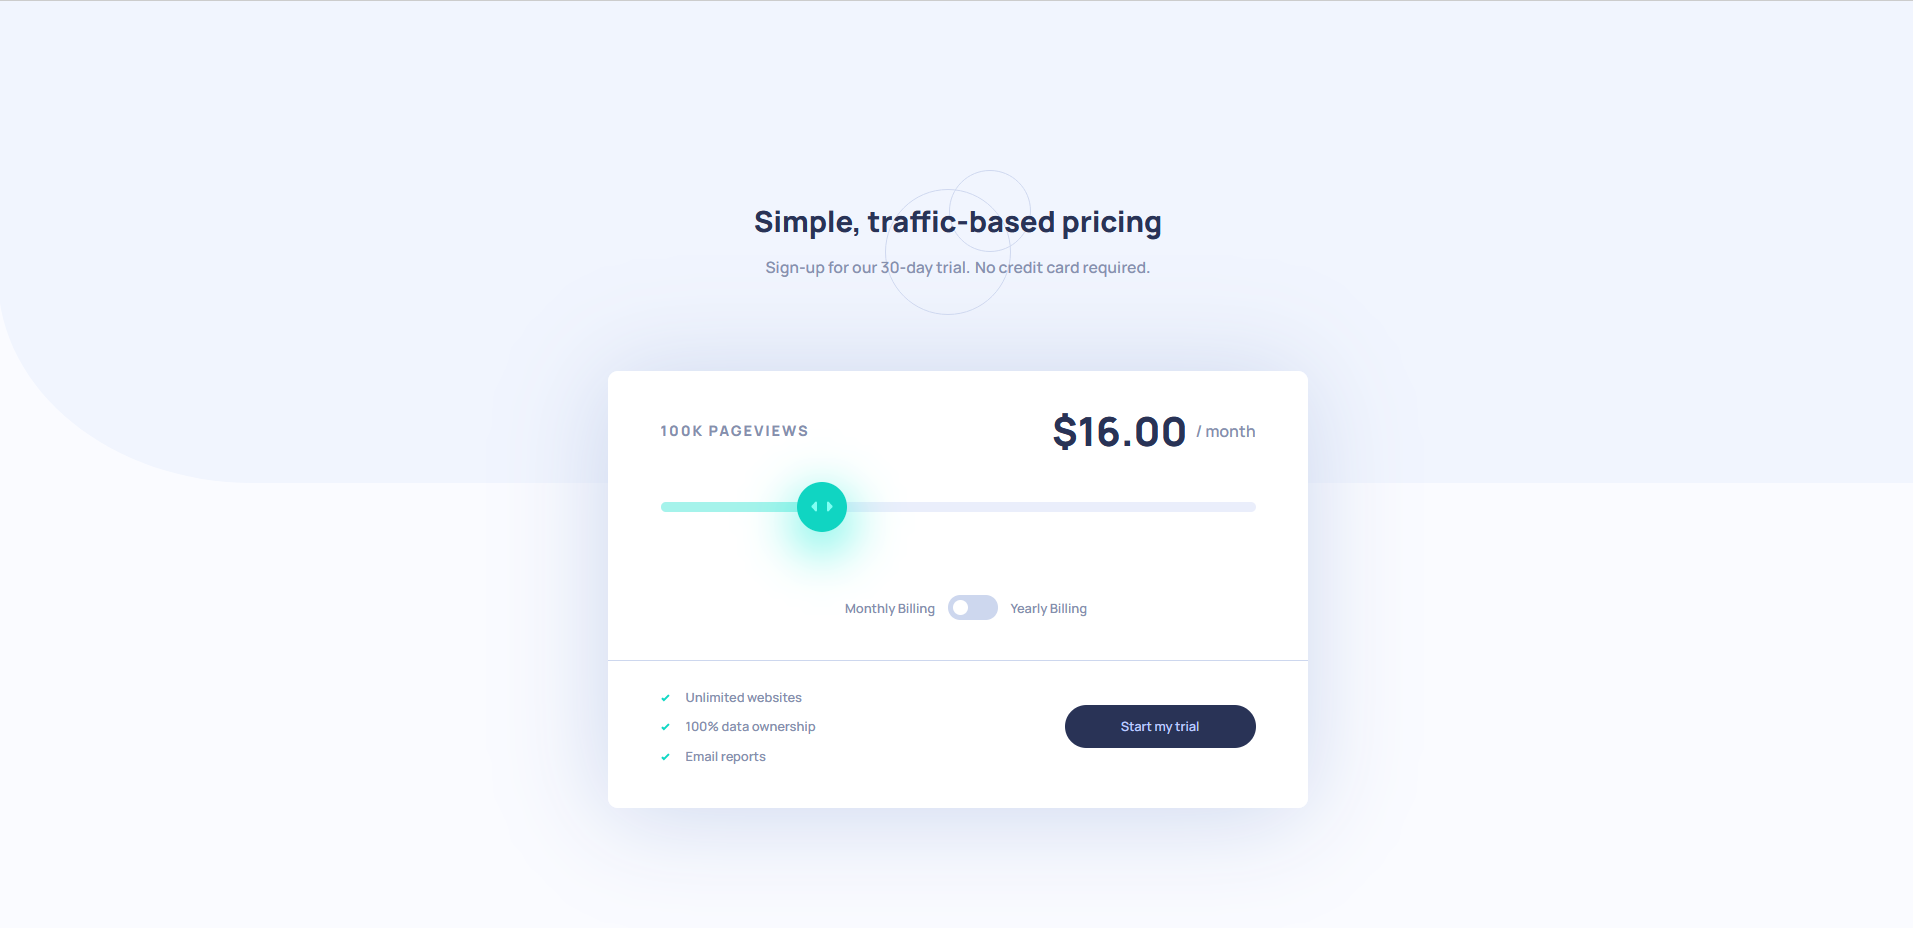 Simple, traffic-based pricing
Sign-up for our 30-day trial. No credit card required.
100K PAGEVIEWS
$16.00 / month
Monthly Billing
Yearly Billing
Unlimited websites
100% data ownership
Email reports
Start my trial